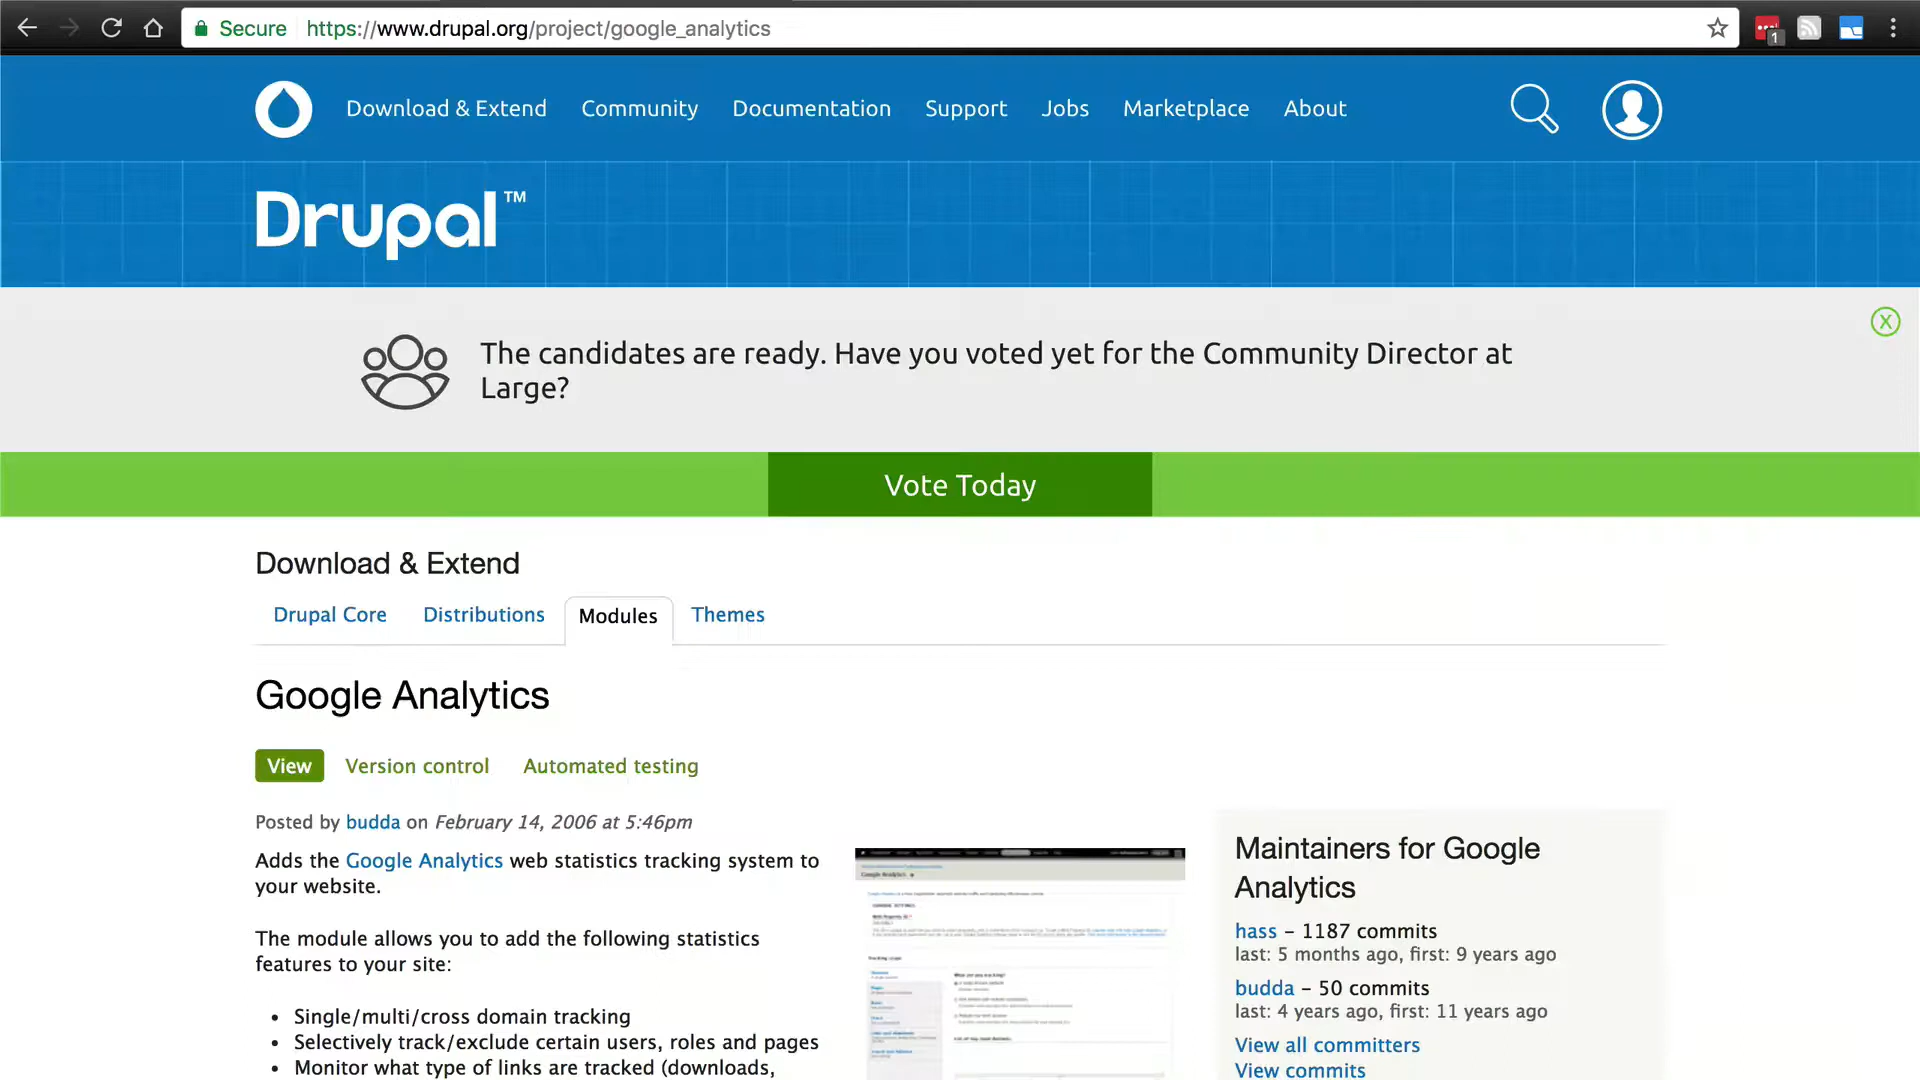 Secure https://www.drupal.org/project/google_analytics
1
Download & Extend Community Documentation Support Jobs Marketplace About
Drupal™
The candidates are ready. Have you voted yet for the Community Director at
Large?
X
Vote Today
Download & Extend
Drupal Core Distributions Modules Themes
Google Analytics
View Version control Automated testing
Posted by budda on February 14, 2006 at 5:46pm
Adds the Google Analytics web statistics tracking system to
your website.
The module allows you to add the following statistics
features to your site:
• Single/multi/cross domain tracking
• Selectively track/exclude certain users, roles and pages
• Monitor what type of links are tracked (downloads,
Google Analytics
Maintainers for Google
Analytics
hass – 1187 commits
last: 5 months ago, first: 9 years ago
budda – 50 commits
last: 4 years ago, first: 11 years ago
View all committers
View commits